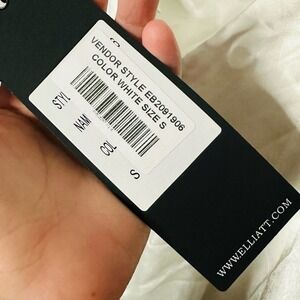 VENDOR STYLE EB2091906
COLOR WHITE SIZE S
STYL
NAM
COL
S
WWW.ELLIATT.COM